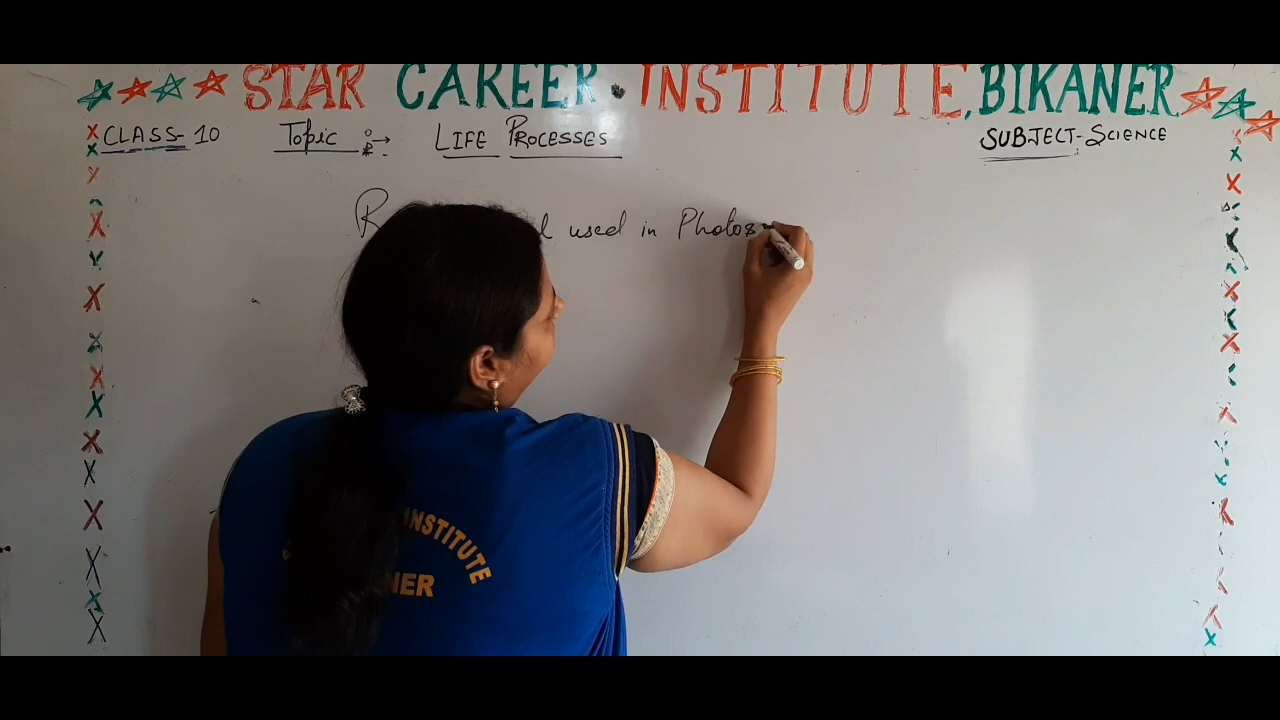 STAR CAREER INSTITUTE, BIKANER
CLASS-10 Topic :→ LIFE PROCESSES SUBJECT-SCIENCE
used in Photos
INSTITUTE
NER